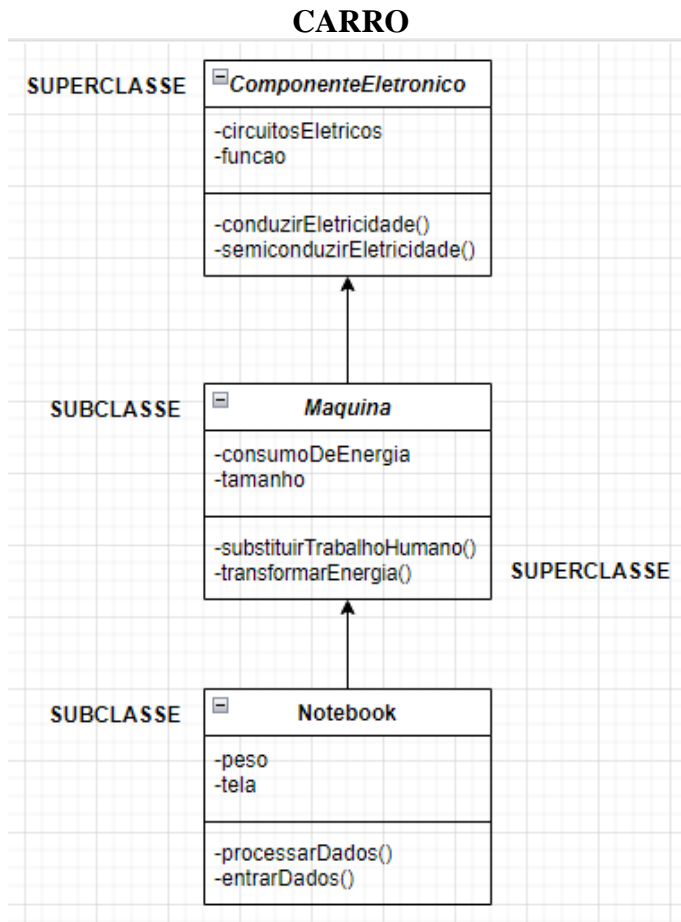 CARRO
SUPERCLASSE
ComponenteEletronico
-circuitosEletricos
-funcao
-conduzirEletricidade()
-semiconduzirEletricidade()
SUBCLASSE
Maquina
-consumoDeEnergia
-tamanho
-substituirTrabalhoHumano()
-transformarEnergia()
SUPERCLASSE
SUBCLASSE
Notebook
-peso
-tela
-processarDados()
-entrarDados()